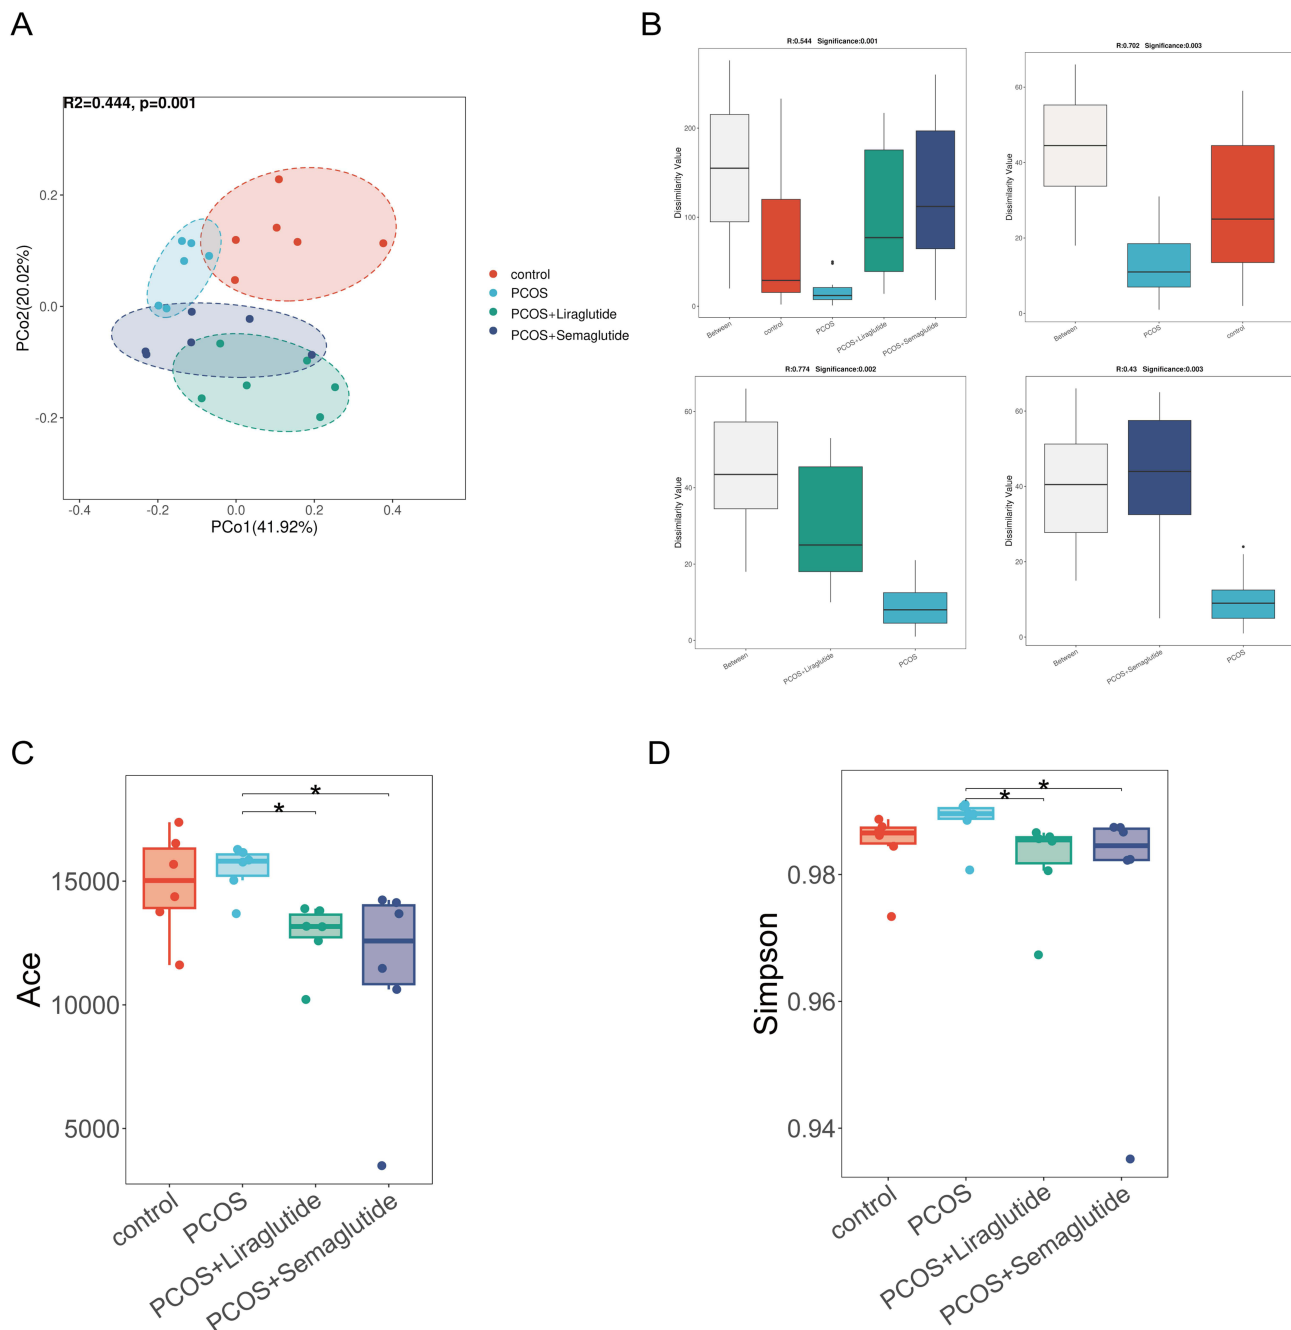 A
R2=0.444, p=0.001
0.2
0.0
-0.2
PCo2(20.02%)
-0.4
-0.2
0.0
0.2
0.4
PCo1(41.92%)
control
PCOS
PCOS+Liraglutide
PCOS+Semaglutide
B
R:0.544 Significance:0.001
Dissimilarity Value
200
100
0
Between
control
PCOS
PCOS+Liraglutide
PCOS+Semaglutide
R:0.702 Significance:0.003
Dissimilarity Value
60
40
20
0
Between
PCOS
control
R:0.774 Significance:0.002
Dissimilarity Value
60
40
20
0
Between
PCOS+Liraglutide
PCOS
R:0.43 Significance:0.003
Dissimilarity Value
60
40
20
0
Between
PCOS+Semaglutide
PCOS
C
*
*
Ace
15000
10000
5000
control
PCOS
PCOS+Liraglutide
PCOS+Semaglutide
D
*
*
Simpson
0.98
0.96
0.94
control
PCOS
PCOS+Liraglutide
PCOS+Semaglutide